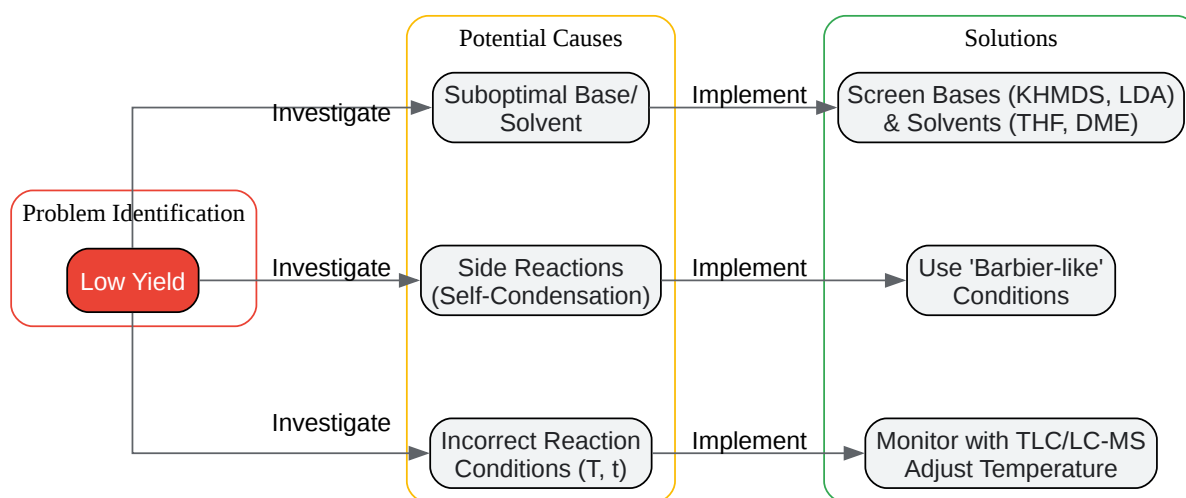 Potential Causes
Solutions
Investigate
Suboptimal Base/
Solvent
Implement
Screen Bases (KHMDS, LDA)
& Solvents (THF, DME)
Problem Identification
Low Yield
Investigate
Side Reactions
(Self-Condensation)
Implement
Use 'Barbier-like'
Conditions
Investigate
Incorrect Reaction
Conditions (T, t)
Implement
Monitor with TLC/LC-MS
Adjust Temperature